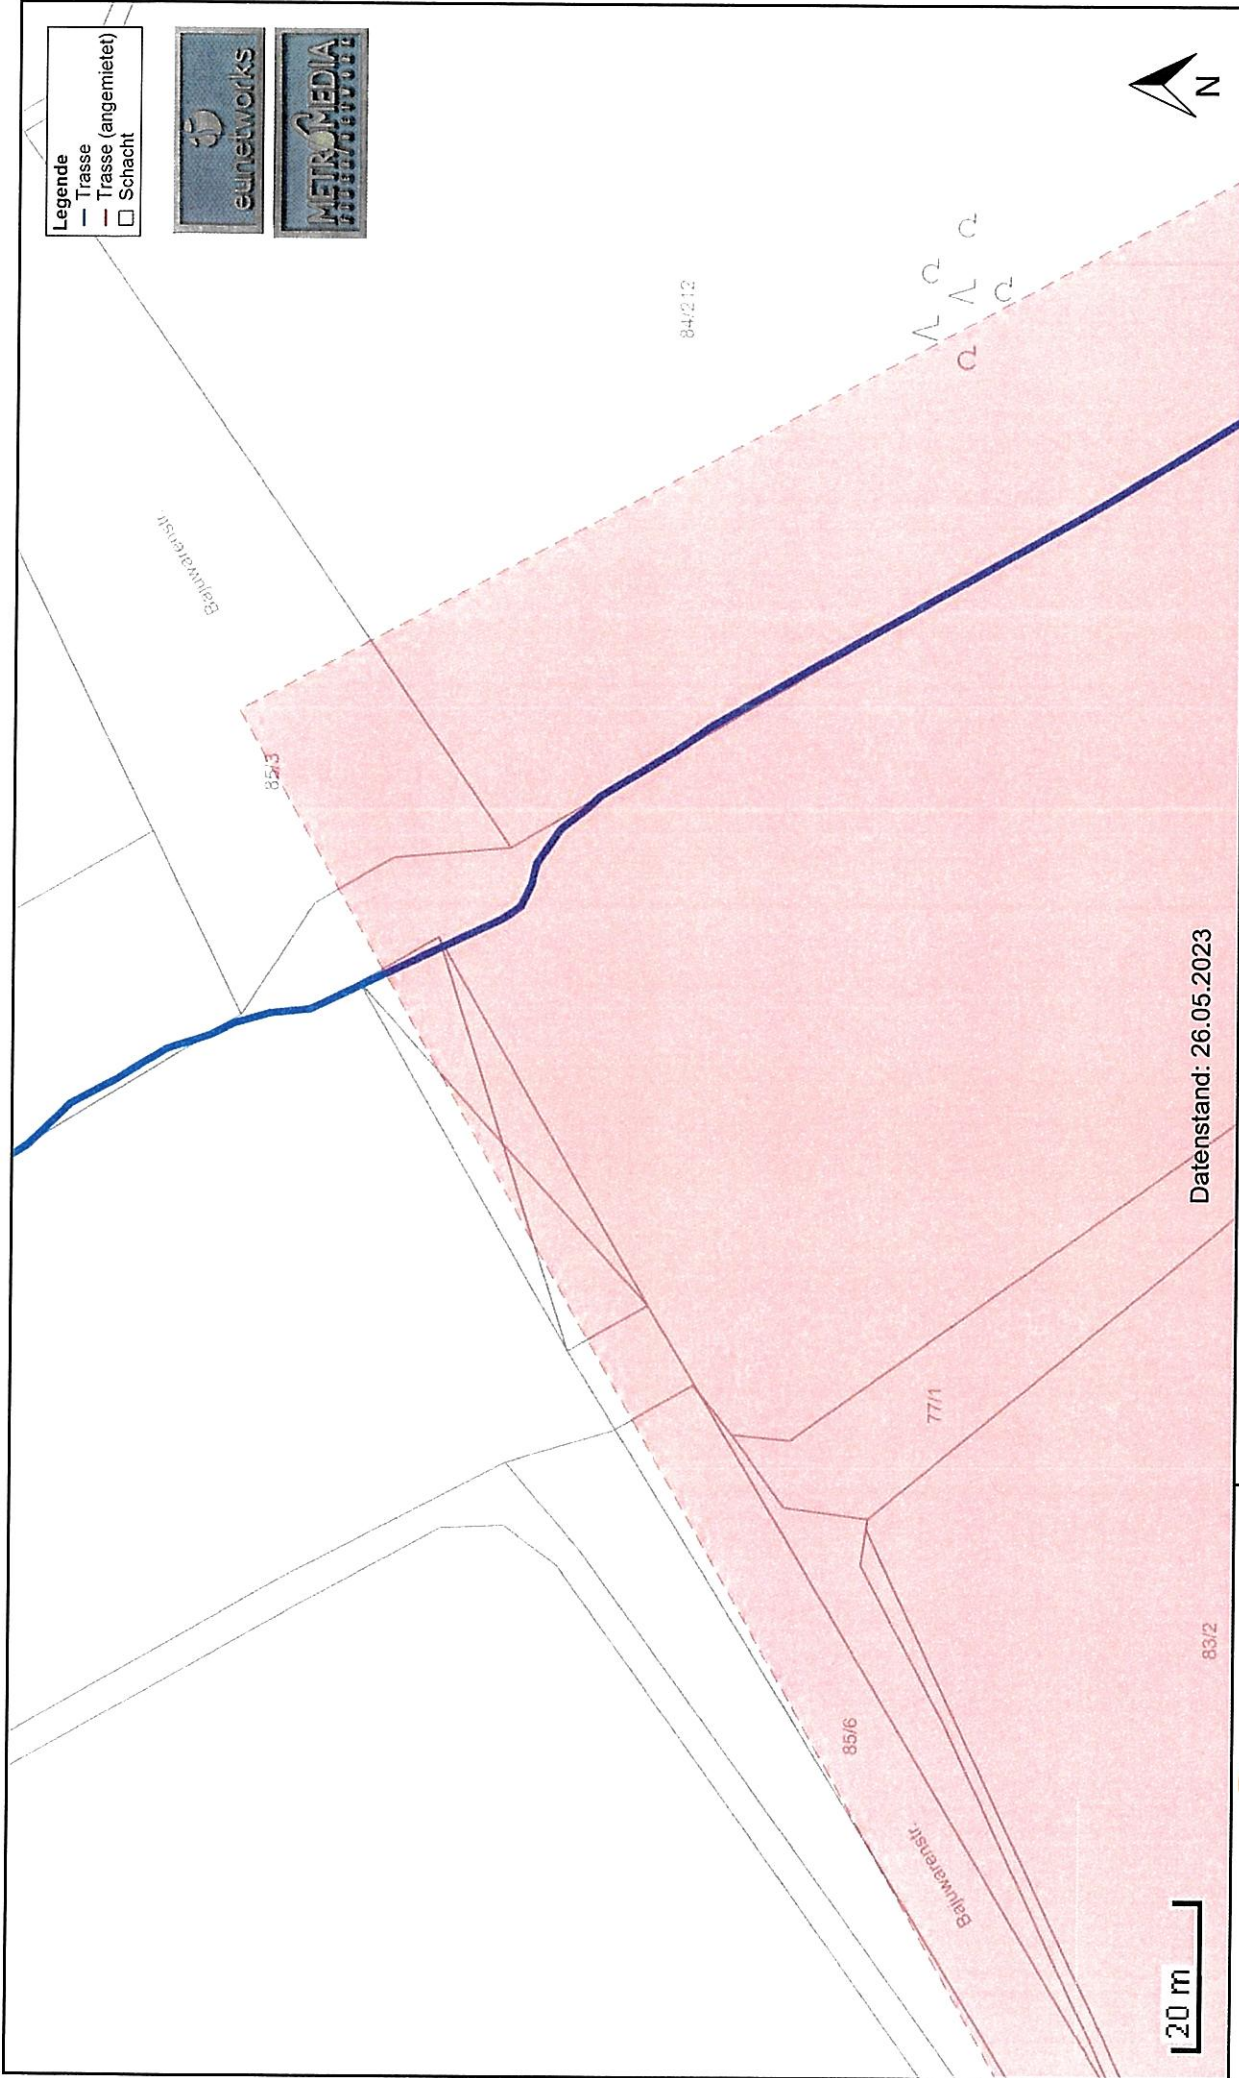 Legende
Trasse
Trasse (angemietet)
Schacht
eunetworks
METROMEDIA
N
84/212
Bajuwarenstr.
85/3
77/1
83/2
85/6
Bajuwarenstr.
Datenstand: 26.05.2023
20 m